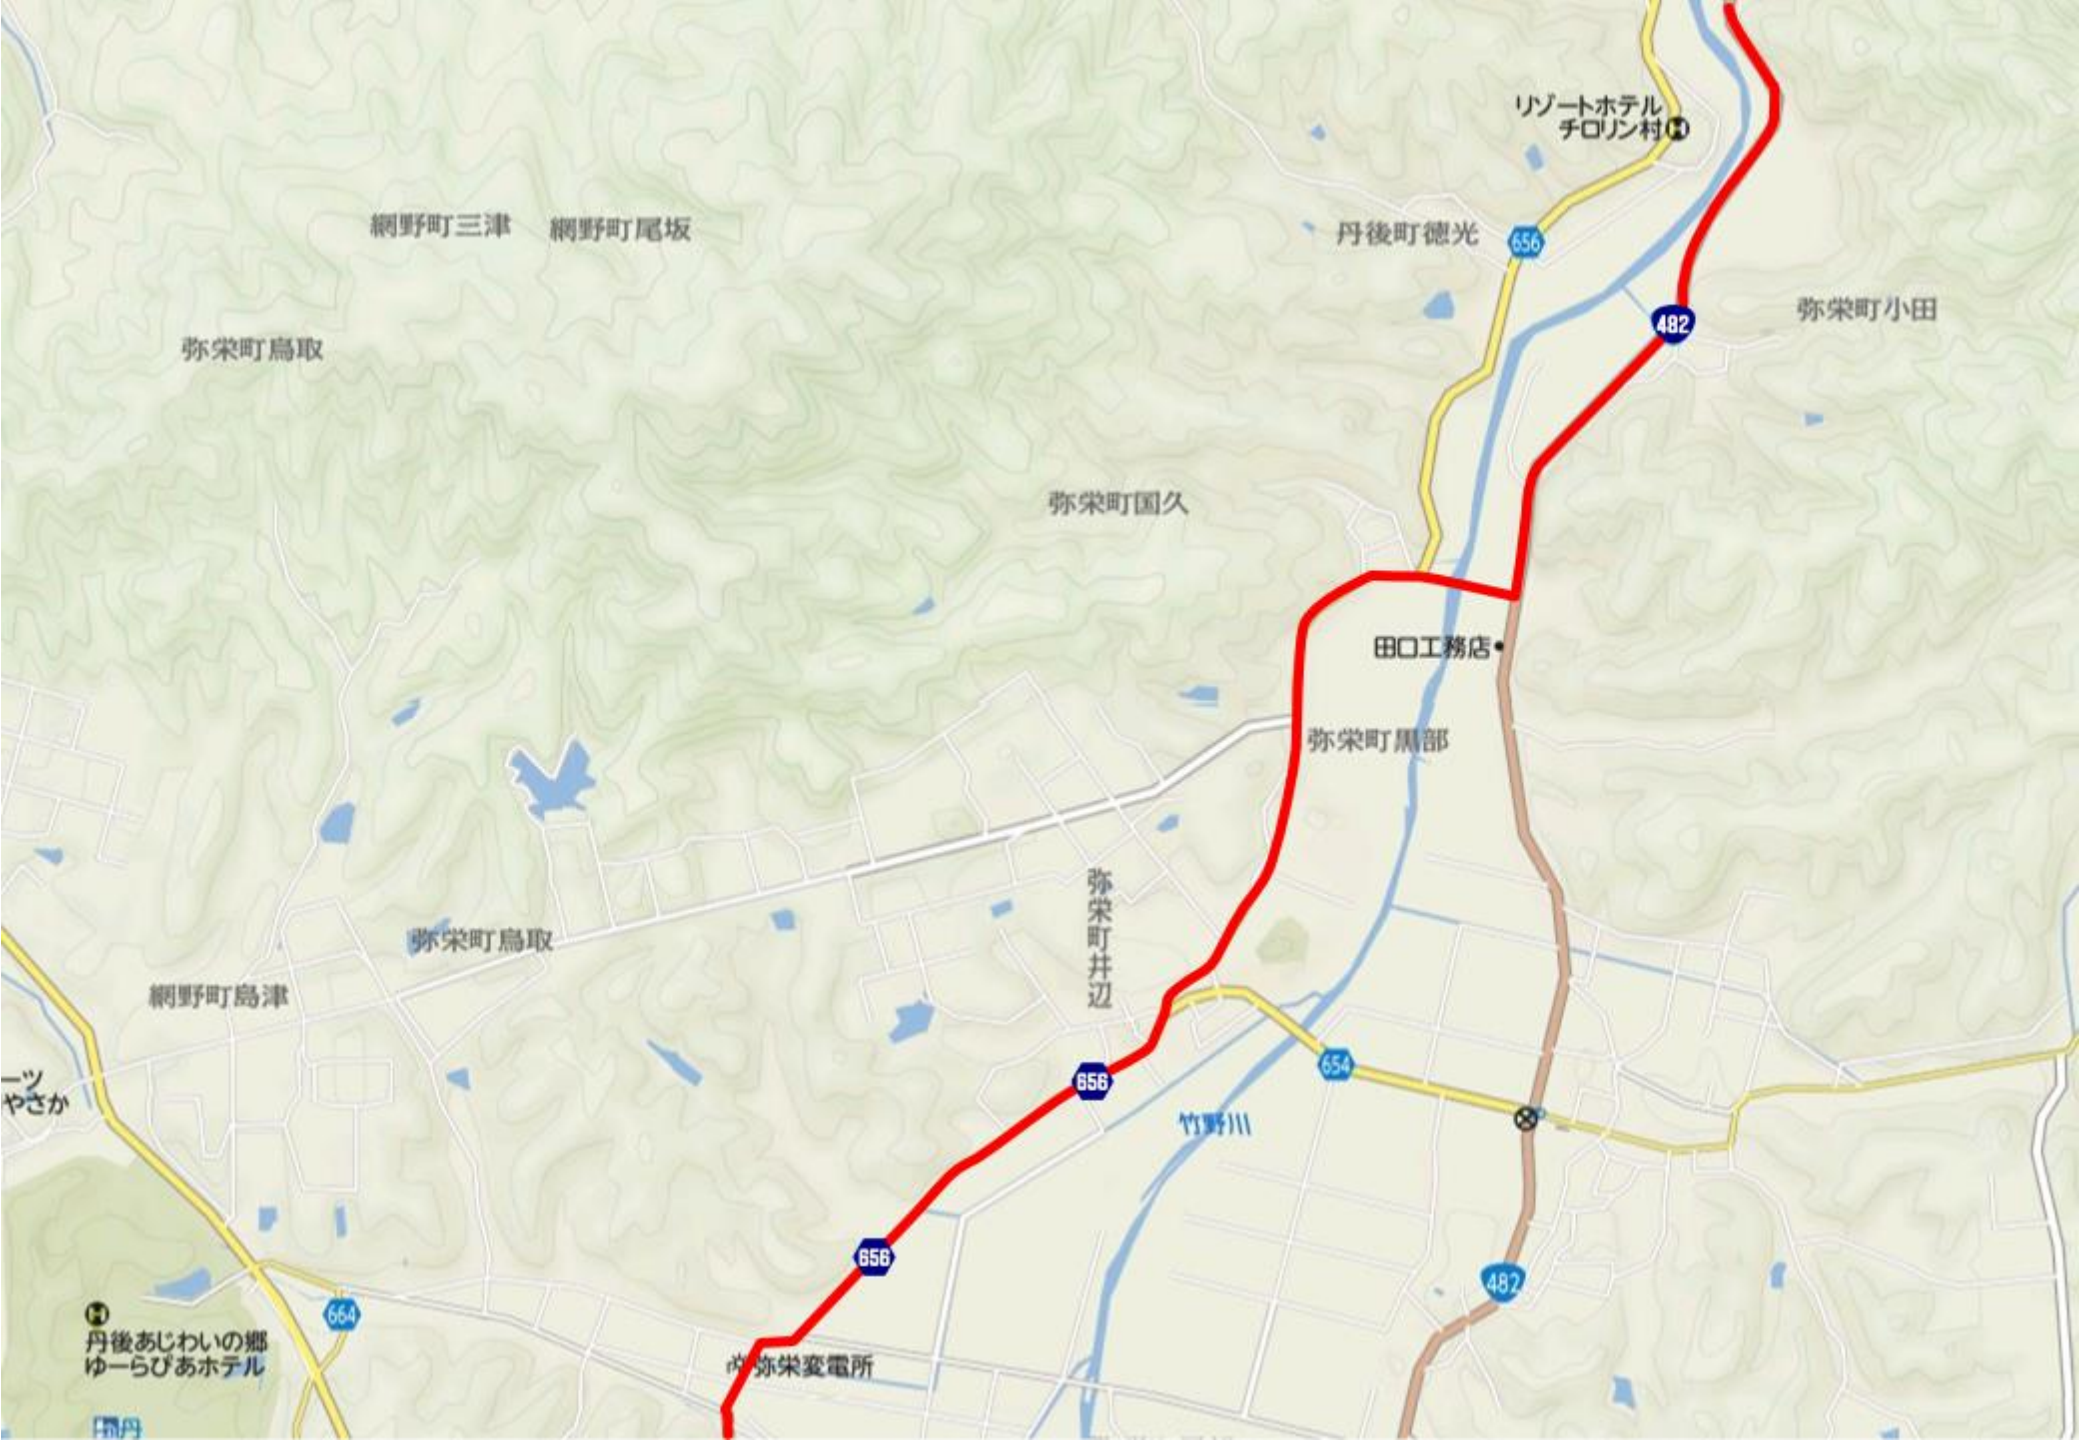 リゾートホテル
チロリン村
網野町三津
網野町尾坂
丹後町徳光
656
弥栄町小田
482
弥栄町鳥取
弥栄町国久
田口工務店
弥栄町黒部
弥栄町井辺
弥栄町鳥取
網野町島津
ーツ
やさか
656
654
竹野川
656
482
664
丹後あじわいの郷
ゆーらぴあホテル
弥栄変電所